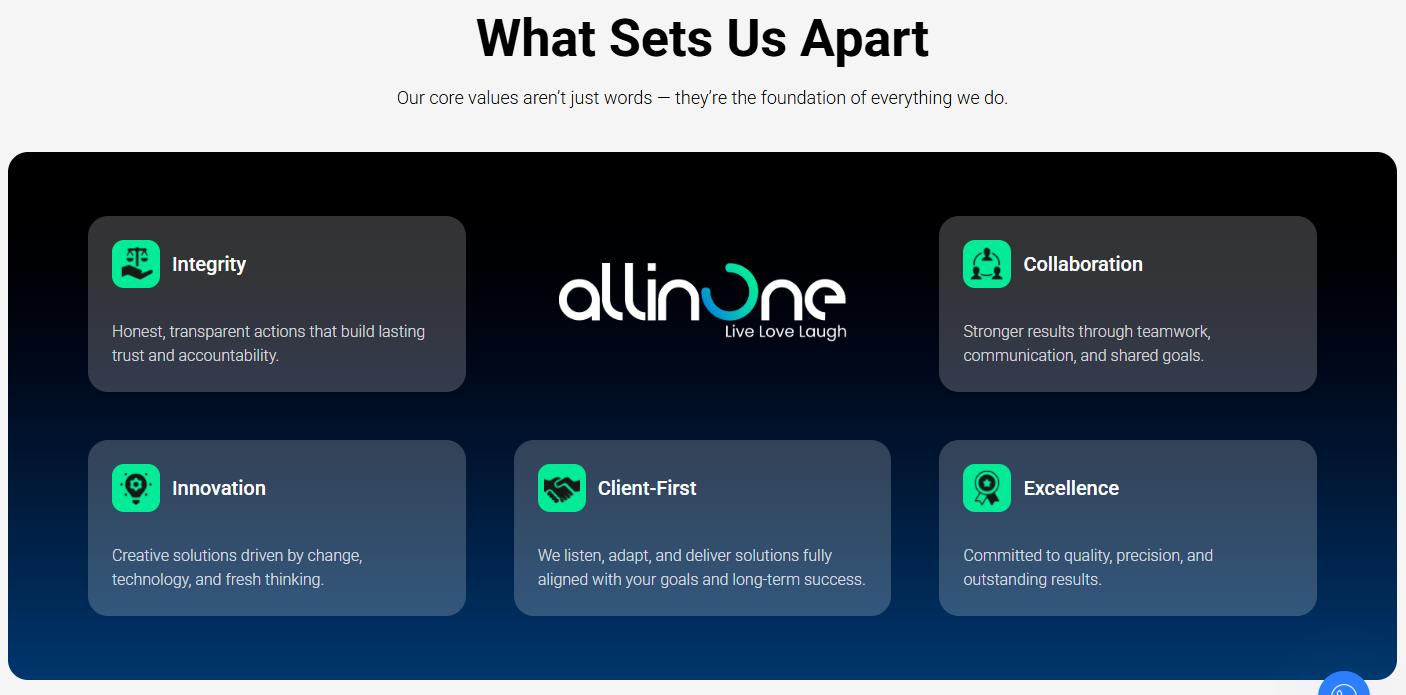 What Sets Us Apart
Our core values aren’t just words — they’re the foundation of everything we do.
Integrity
Honest, transparent actions that build lasting
trust and accountability.
allinOne
Live Love Laugh
Collaboration
Stronger results through teamwork,
communication, and shared goals.
Innovation
Creative solutions driven by change,
technology, and fresh thinking.
Client-First
We listen, adapt, and deliver solutions fully
aligned with your goals and long-term success.
Excellence
Committed to quality, precision, and
outstanding results.